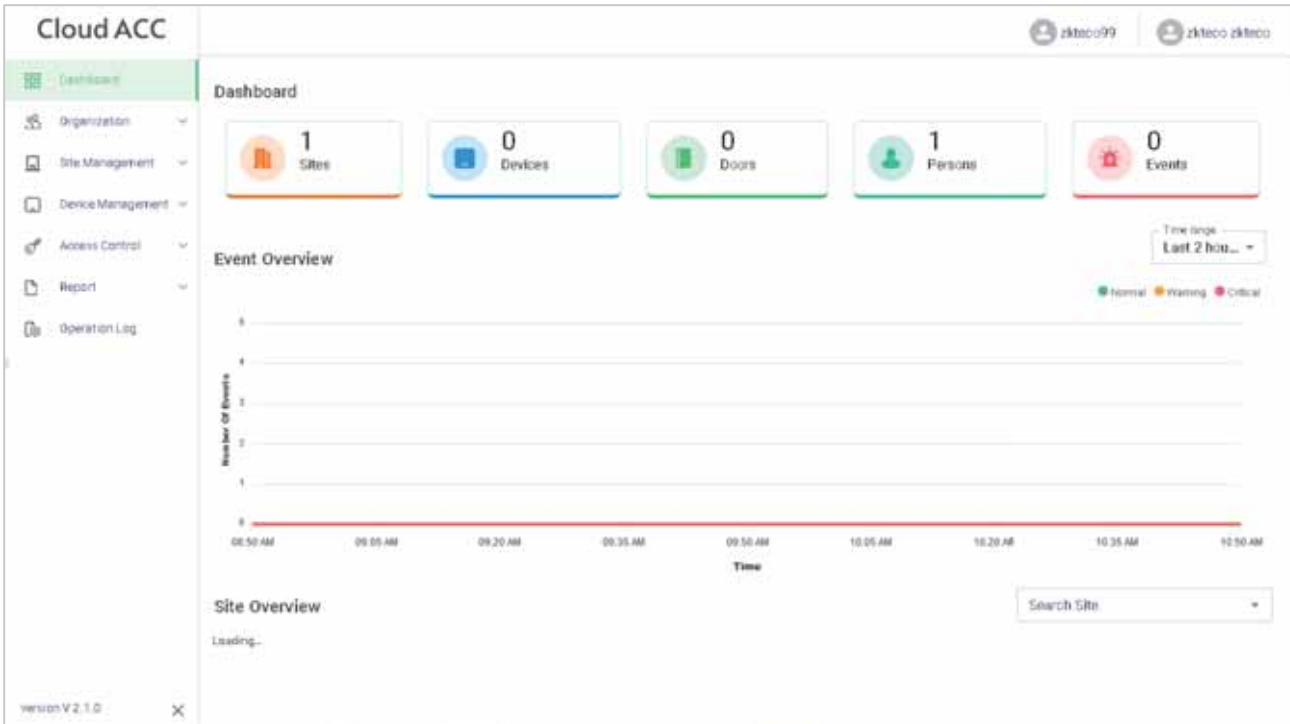 Cloud ACC
zkteco99
zkteco zkteco
Dashboard
Organization
Site Management
Device Management
Access Control
Report
Operation Log
Dashboard
1
Sites
0
Devices
0
Doors
1
Persons
0
Events
Time range
Last 2 hou...
Event Overview
Normal Warning Critical
5
4
3
2
1
0
Number Of Events
08:50 AM 09:05 AM 09:20 AM 09:35 AM 09:50 AM 10:05 AM 10:20 AM 10:35 AM 10:50 AM
Time
Site Overview
Search Site
Loading...
version V 2.1.0